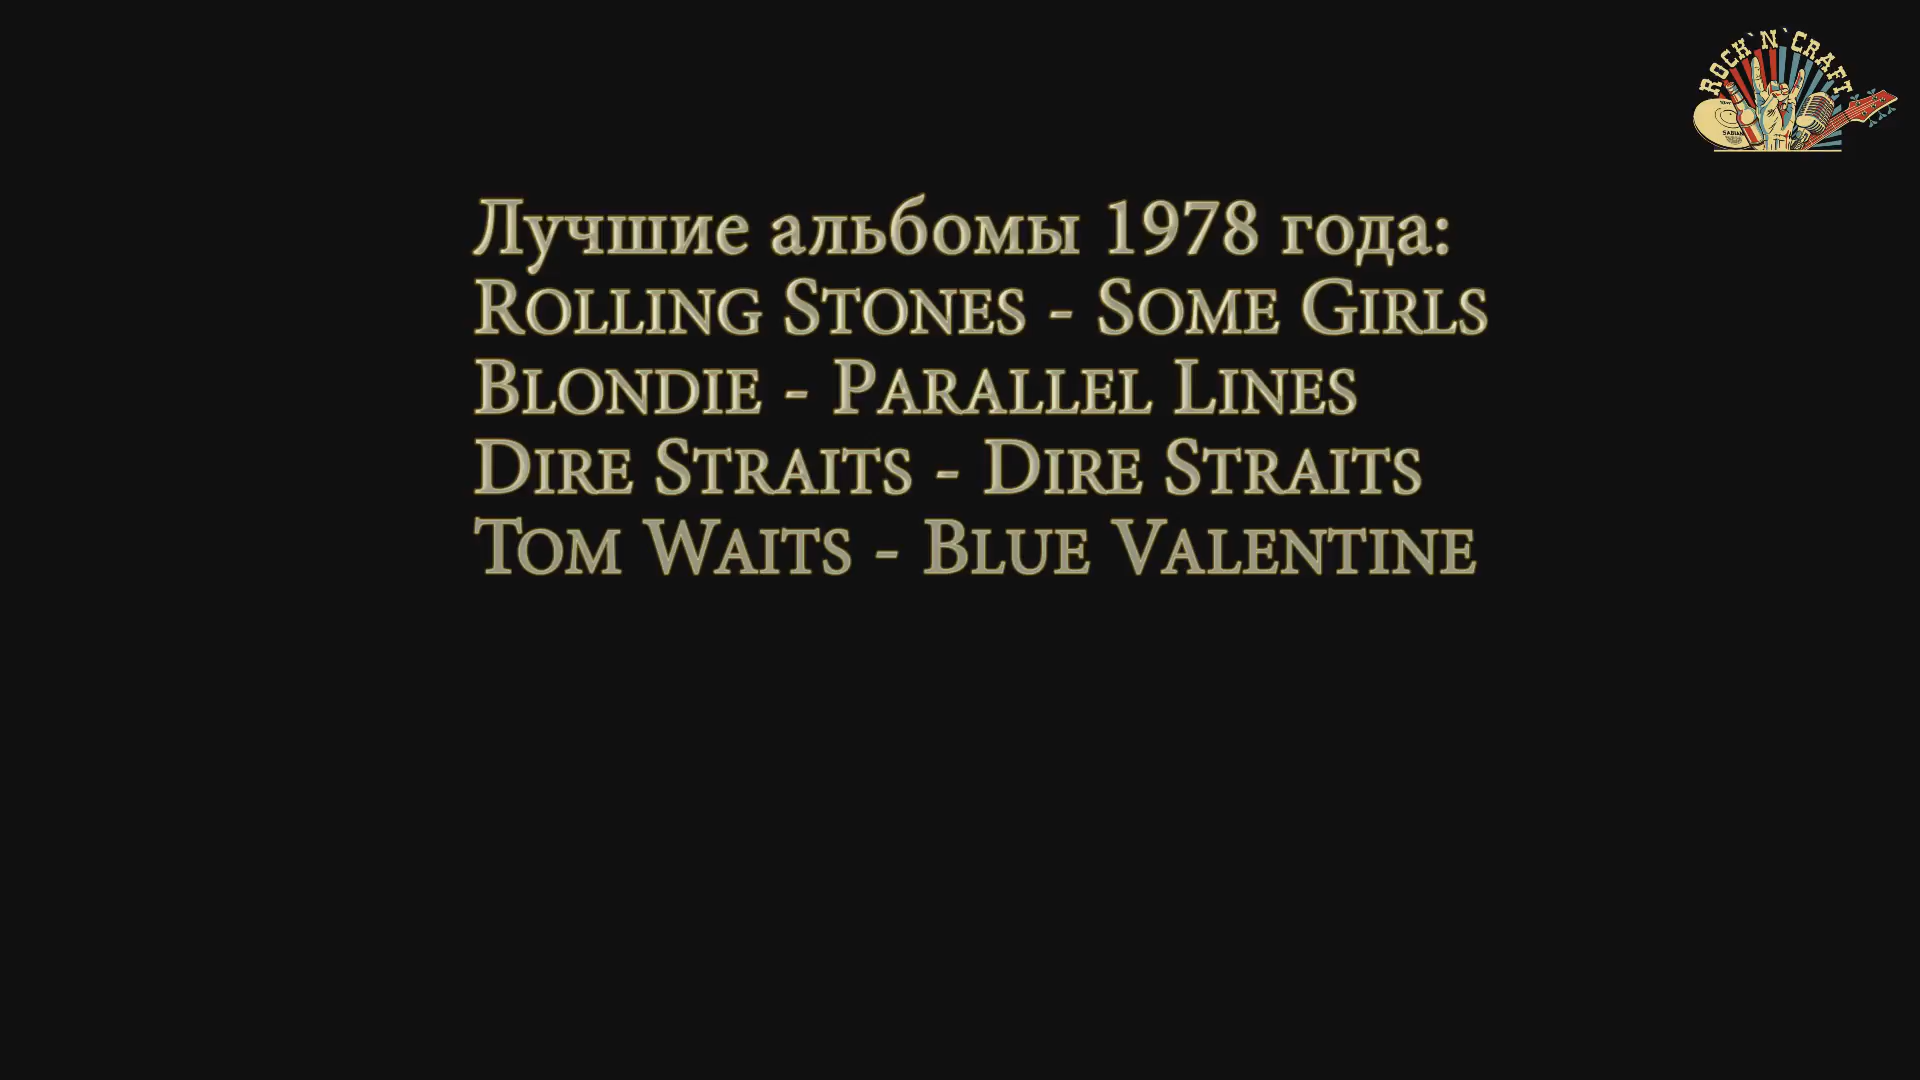 ROCK`N`CRAFT
SABIAN
Лучшие альбомы 1978 года:
ROLLING STONES - SOME GIRLS
BLONDIE - PARALLEL LINES
DIRE STRAITS - DIRE STRAITS
TOM WAITS - BLUE VALENTINE